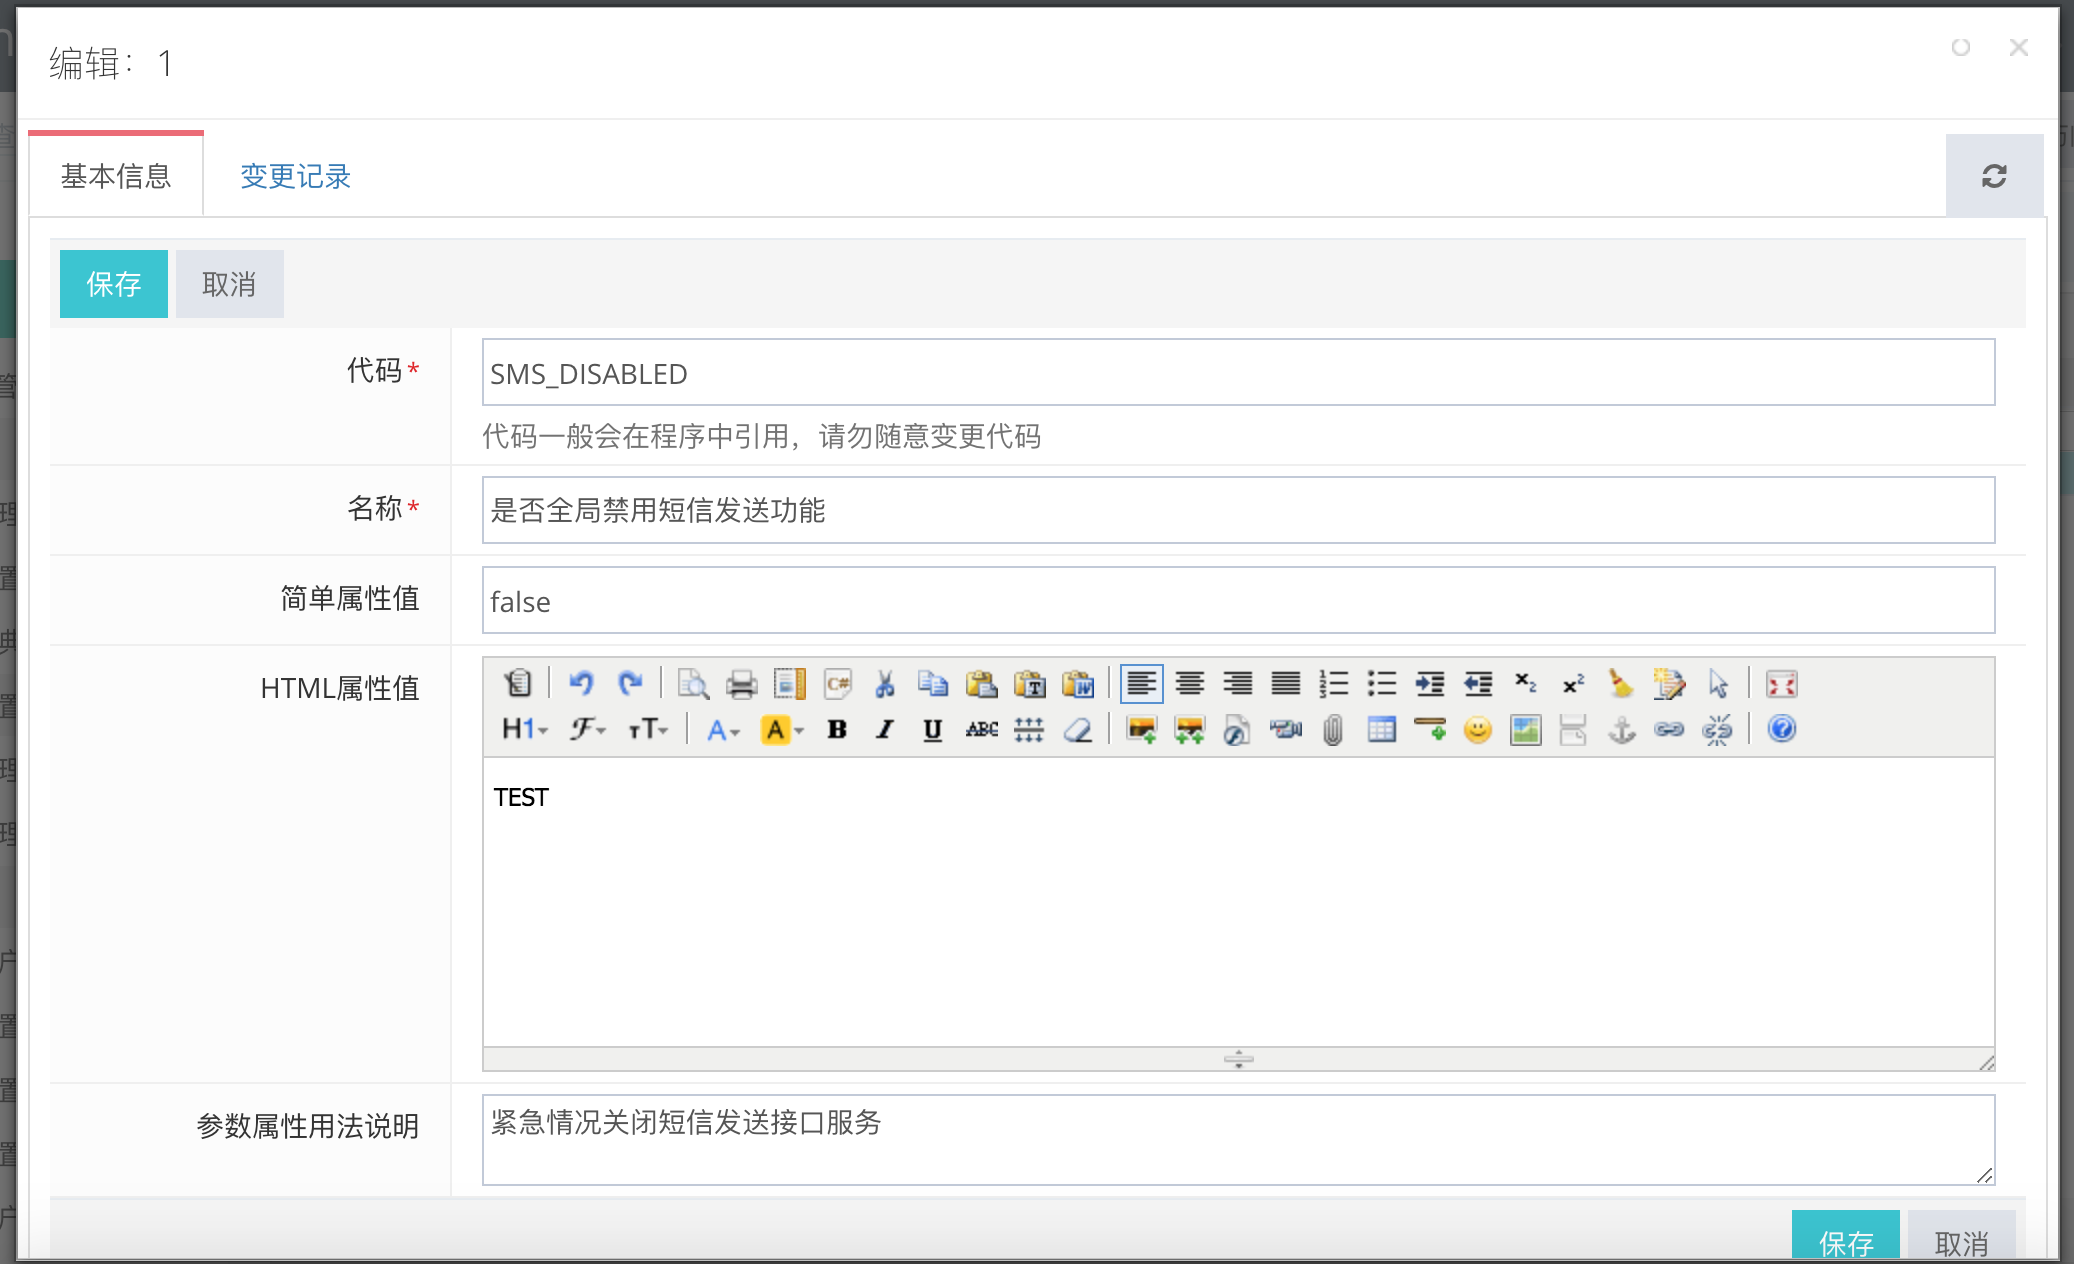 编辑：1
基本信息
变更记录
保存
取消
代码*
SMS_DISABLED
代码一般会在程序中引用，请勿随意变更代码
名称*
是否全局禁用短信发送功能
简单属性值
false
HTML属性值
H1 F тT A A B I U ABC
TEST
参数属性用法说明
紧急情况关闭短信发送接口服务
保存
取消